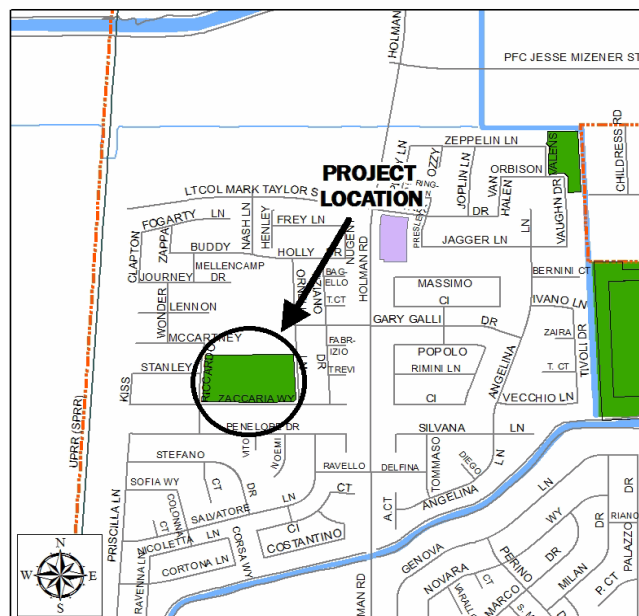 HOLMAN
PFC JESSE MIZENER ST
ZEPPELIN LN
ORBISON
VALENS
CHILDRESS RD
OZZY
JOPLIN LN
VAN
HALEN
VAUGHN DR
PROJECT
LOCATION
LTCOL MARK TAYLOR S
DR
JAGGER LN
LN
FOGARTY LN
FREY LN
HENLEY
NASH LN
ZAPPA
CLAPTON
BUDDY
HOLLY DR
HOLMAN RD
MELLENCAMP
DR
JOURNEY
BAG-
ELLO
T.CT
BERNINI CT
MASSIMO
CI
WONDER
LENNON
IVANO LN
GARY GALLI DR
ZAIRA
TIVOLI DR
MCCARTNEY
FABR-
IZIO
TREVI
DR
LN
POPOLO
RIMINI LN
CI
ANGELINA
T. CT
STANLEY
KISS
RICCARDO
ZACCARIA WY
VECCHIO LN
UPRR (SPRR)
PENELOPE DR
SILVANA LN
VITO
NOEMI
STEFANO
DR
RAVELLO
DELFINA
TOMMASO
DIEGO
LN
SOFIA WY
CT
COLONNA
CT
SALVATORE LN
CT
A.CT
ANGELINA
LN
CI
COSTANTINO
PRISCILLA LN
NICOLETTA LN
CORSA WY
CORTONA LN
RAVENNA LN
GENOVA
WY
DR
RIANO
PALAZZO
PERINO
DR
NOVARA
CT
MILAN
P. CT
MARCO
MAN RD
N
W E
S